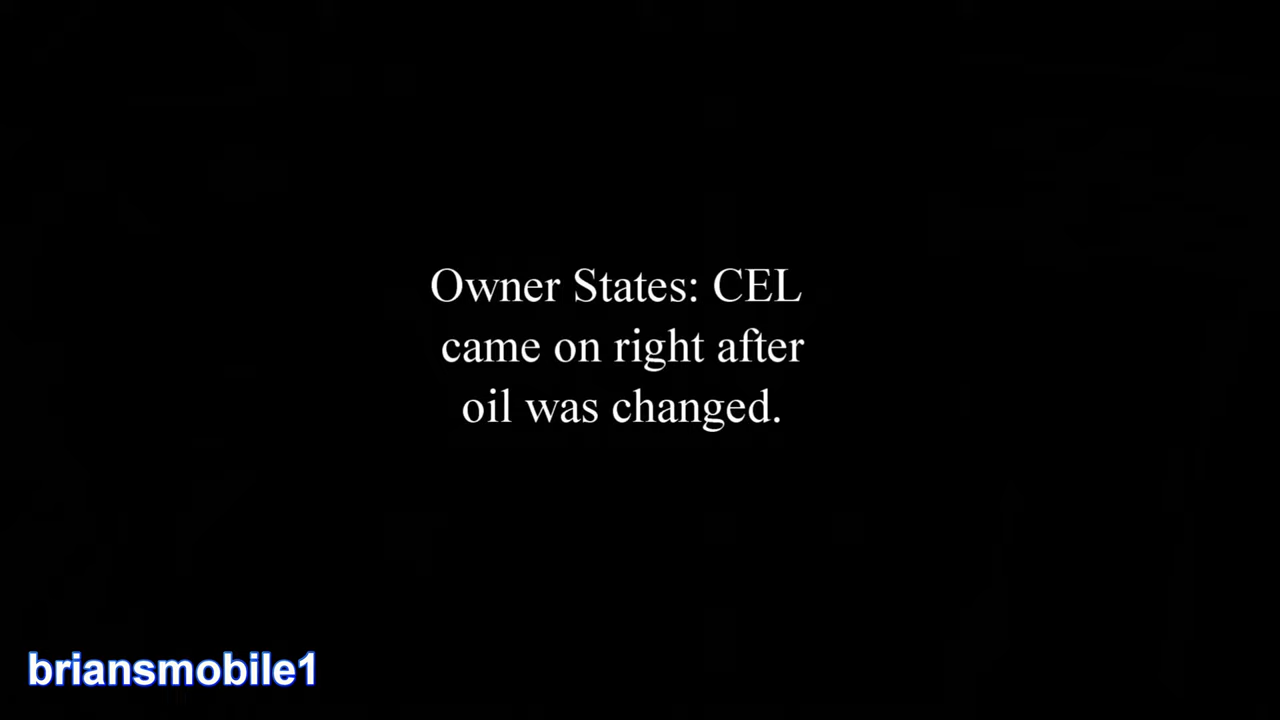 Owner States: CEL
came on right after
oil was changed.
briansmobile1